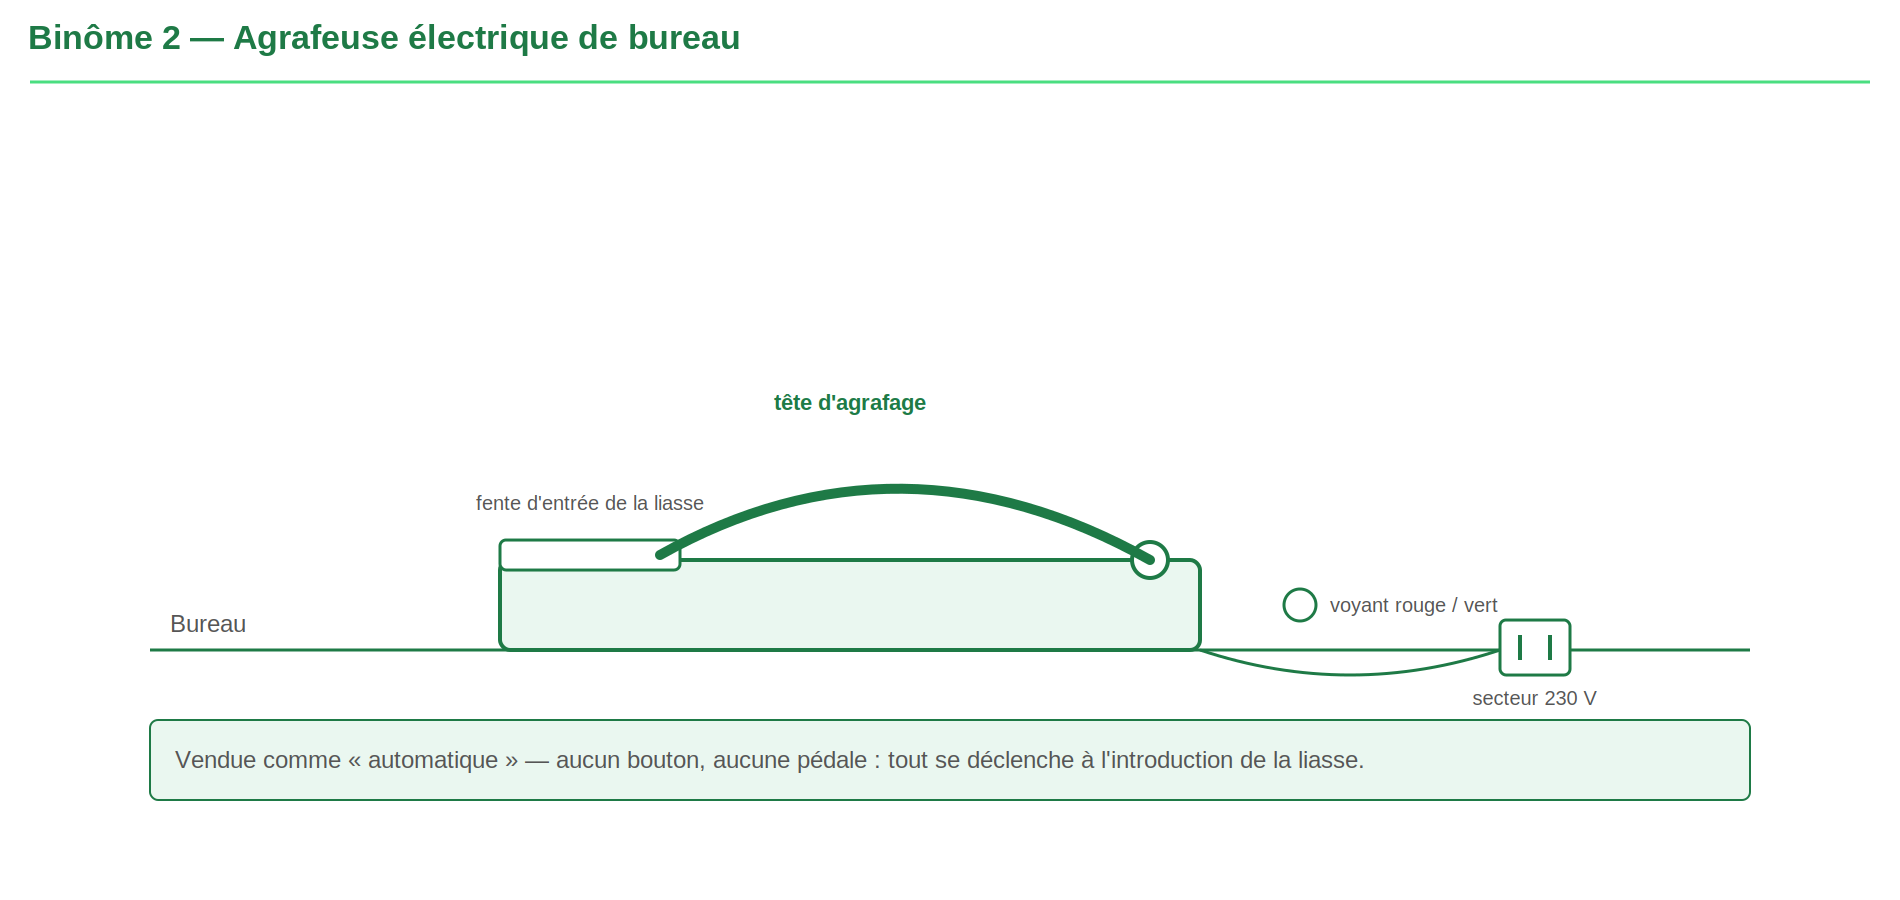 Binôme 2 — Agrafeuse électrique de bureau
tête d'agrafage
fente d'entrée de la liasse
voyant rouge / vert
Bureau
secteur 230 V
Vendue comme « automatique » — aucun bouton, aucune pédale : tout se déclenche à l'introduction de la liasse.